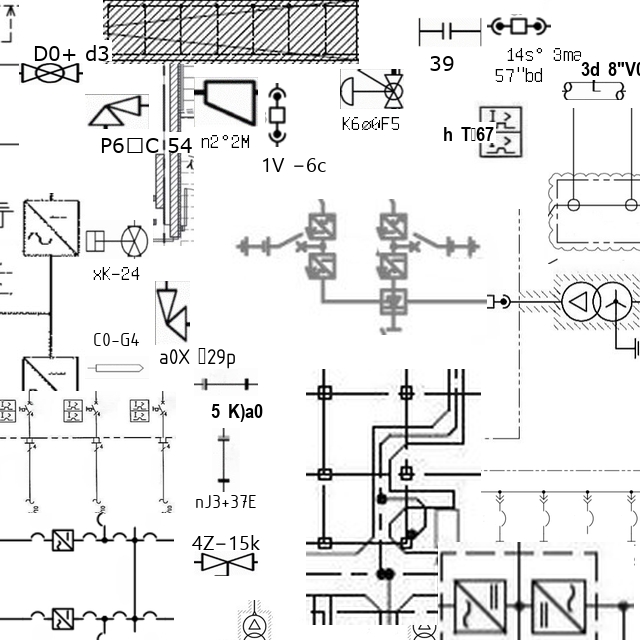 D0+ d3
39
14s° 3me
57"bd
3d 8"V0
P6□C 54
n2°2M
1V -6c
h T□67
xK-24
C0-G4
a0X □29p
5 K)a0
nJ3+37E
4Z-15k